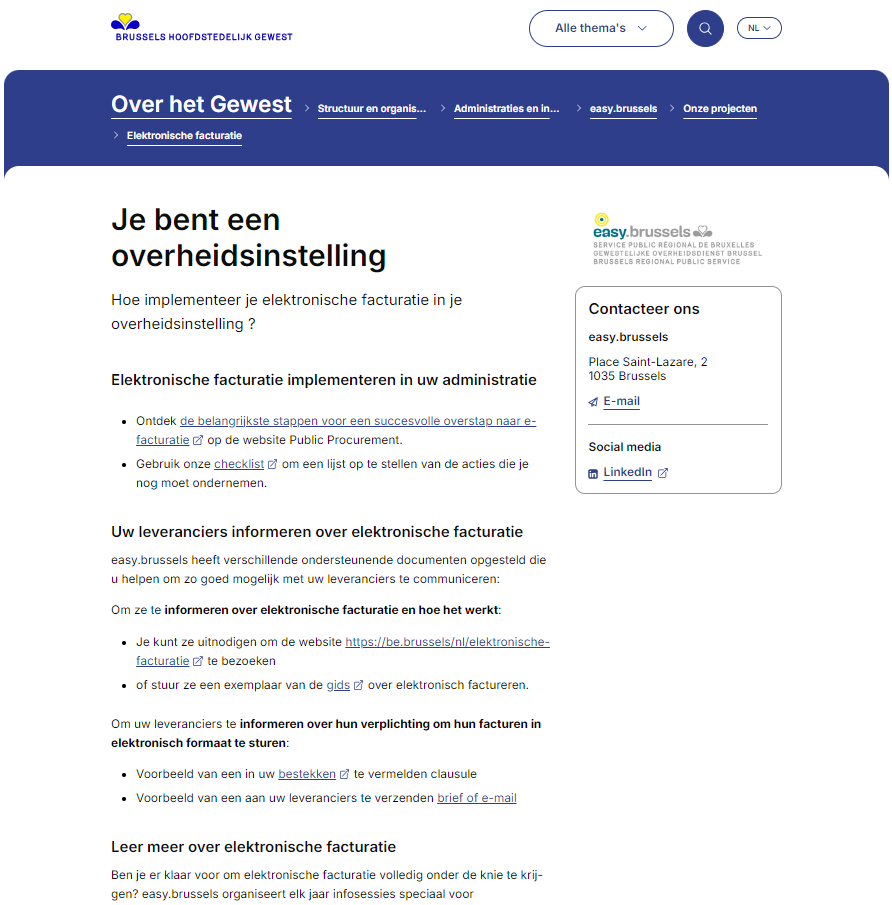 BRUSSELS HOOFDSTEDELIJK GEWEST
Alle thema's
NL
Over het Gewest
Structuur en organis...
Administraties en in...
easy.brussels
Onze projecten
Elektronische facturatie
Je bent een
overheidsinstelling
Hoe implementeer je elektronische facturatie in je
overheidsinstelling ?
Elektronische facturatie implementeren in uw administratie
Ontdek de belangrijkste stappen voor een succesvolle overstap naar e-
facturatie op de website Public Procurement.
Gebruik onze checklist om een lijst op te stellen van de acties die je
nog moet ondernemen.
Uw leveranciers informeren over elektronische facturatie
easy.brussels heeft verschillende ondersteunende documenten opgesteld die
u helpen om zo goed mogelijk met uw leveranciers te communiceren:
Om ze te informeren over elektronische facturatie en hoe het werkt:
Je kunt ze uitnodigen om de website https://be.brussels/nl/elektronische-
facturatie te bezoeken
of stuur ze een exemplaar van de gids over elektronisch factureren.
Om uw leveranciers te informeren over hun verplichting om hun facturen in
elektronisch formaat te sturen:
Voorbeeld van een in uw bestekken te vermelden clausule
Voorbeeld van een aan uw leveranciers te verzenden brief of e-mail
Leer meer over elektronische facturatie
Ben je er klaar voor om elektronische facturatie volledig onder de knie te krij-
gen? easy.brussels organiseert elk jaar infosessies speciaal voor
easy.brussels
SERVICE PUBLIC RÉGIONAL DE BRUXELLES
GEWESTELIJKE OVERHEIDSDIENST BRUSSEL
BRUSSELS REGIONAL PUBLIC SERVICE
Contacteer ons
easy.brussels
Place Saint-Lazare, 2
1035 Brussels
E-mail
Social media
LinkedIn